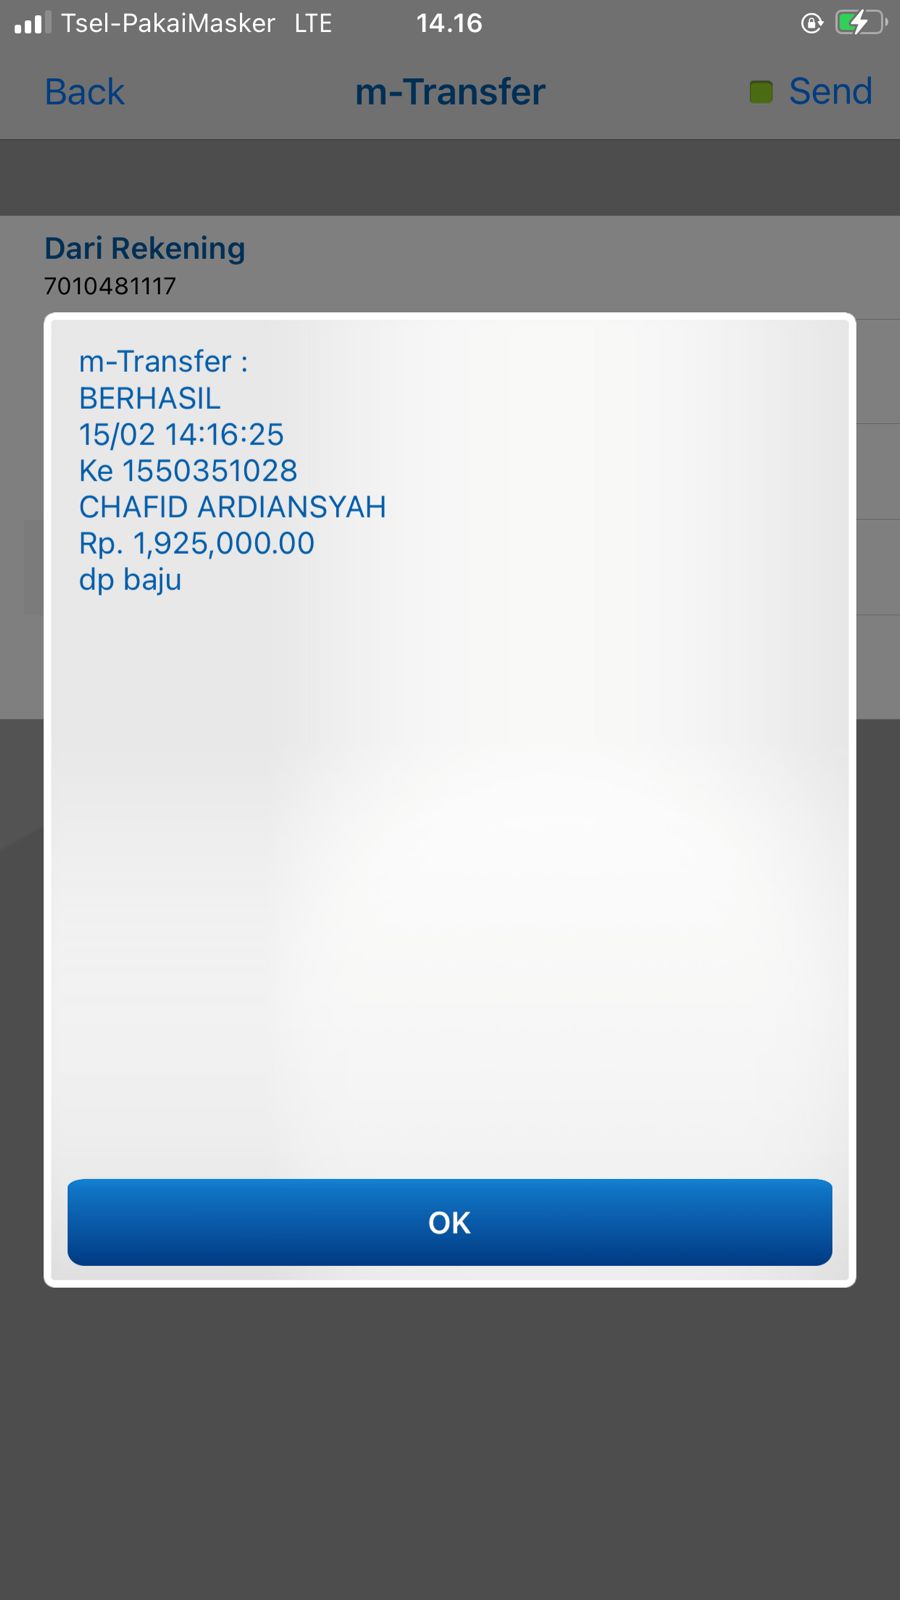 Tsel-PakaiMasker LTE 14.16
Back m-Transfer Send
Dari Rekening
7010481117
m-Transfer :
BERHASIL
15/02 14:16:25
Ke 1550351028
CHAFID ARDIANSYAH
Rp. 1,925,000.00
dp baju
OK